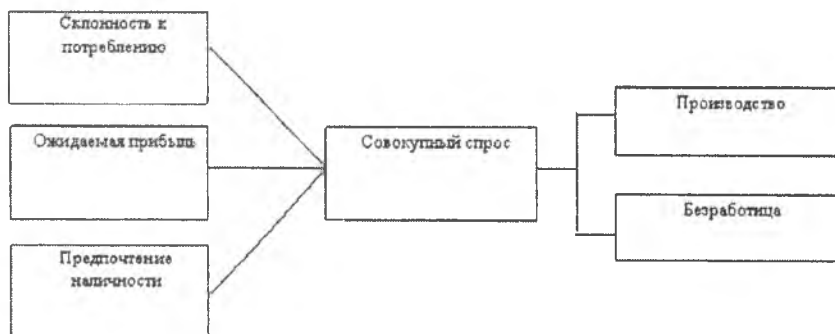 Склонность к
потреблению
Ожидаемая прибыль
Предпочтение
наличности
Совокупный спрос
Производство
Безработица